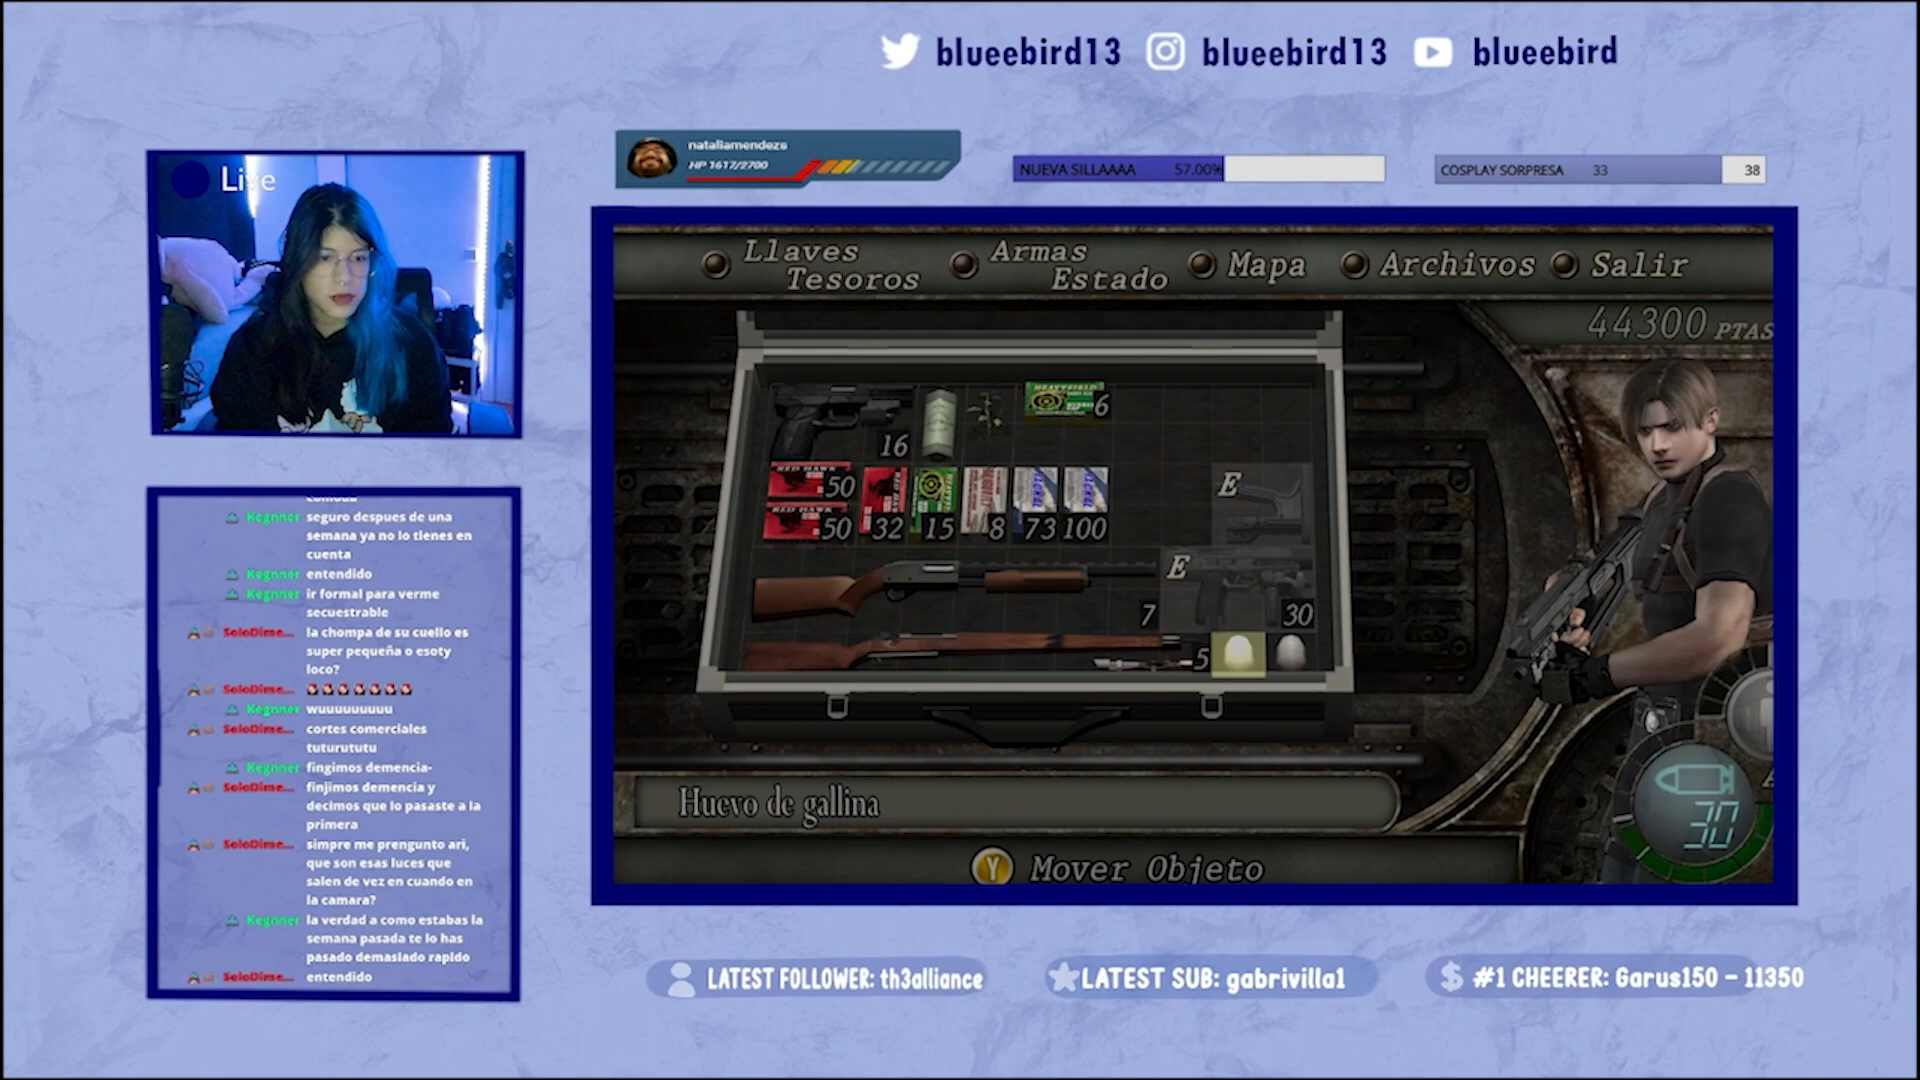 blueebird13 blueebird13 blueebird
nataliamendezs
HP 1617/2700
NUEVA SILLAAAA 57.00%
COSPLAY SORPRESA 33 38
Live
Llaves Tesoros
Armas Estado
Mapa
Archivos
Salir
44300 PTAS
6
16
50
50
32
15
8
73
100
E
E
7
30
5
30
Huevo de gallina
Y Mover Objeto
Kegnner seguro despues de una
semana ya no lo tienes en
cuenta
Kegnner entendido
Kegnner ir formal para verme
secuestrable
SoloDime... la chompa de su cuello es
super pequeña o esoty
loco?
SoloDime...
Kegnner wuuuuuuuuu
SoloDime... cortes comerciales
tuturututu
Kegnner fingimos demencia-
SoloDime... finjimos demencia y
decimos que lo pasaste a la
primera
SoloDime... simpre me prengunto ari,
que son esas luces que
salen de vez en cuando en
la camara?
Kegnner la verdad a como estabas la
semana pasada te lo has
pasado demasiado rapido
SoloDime... entendido
LATEST FOLLOWER: th3alliance
LATEST SUB: gabrivilla1
#1 CHEERER: Garus150 - 11350